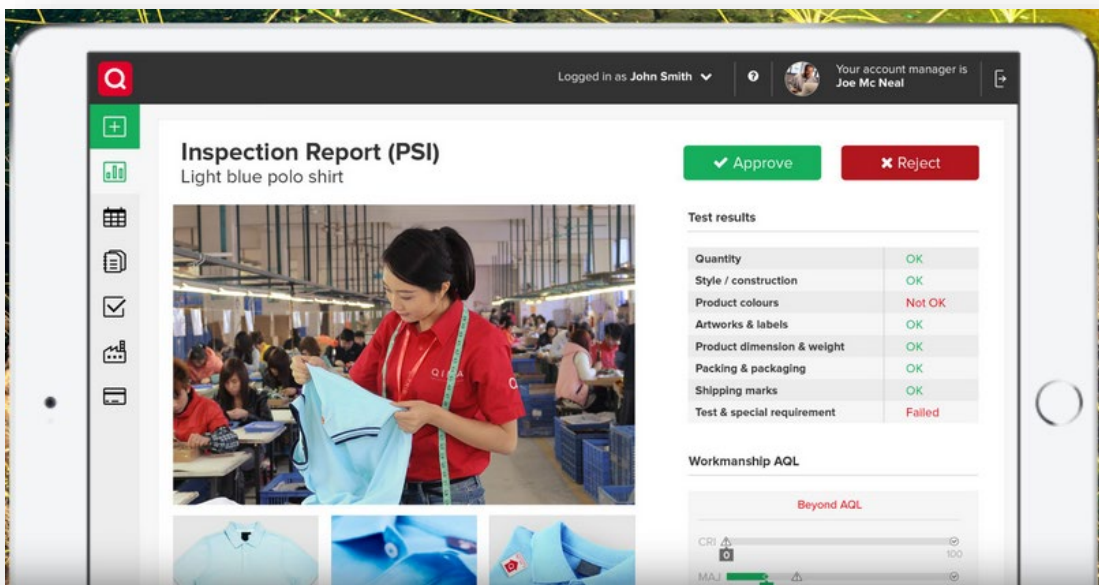 Q
Logged in as John Smith
?
Your account manager is
Joe Mc Neal
Inspection Report (PSI)
Light blue polo shirt
Approve
Reject
QIMA
Test results
Quantity OK
Style / construction OK
Product colours Not OK
Artworks & labels OK
Product dimension & weight OK
Packing & packaging OK
Shipping marks OK
Test & special requirement Failed
Workmanship AQL
Beyond AQL
CRI
0
100
MAJ